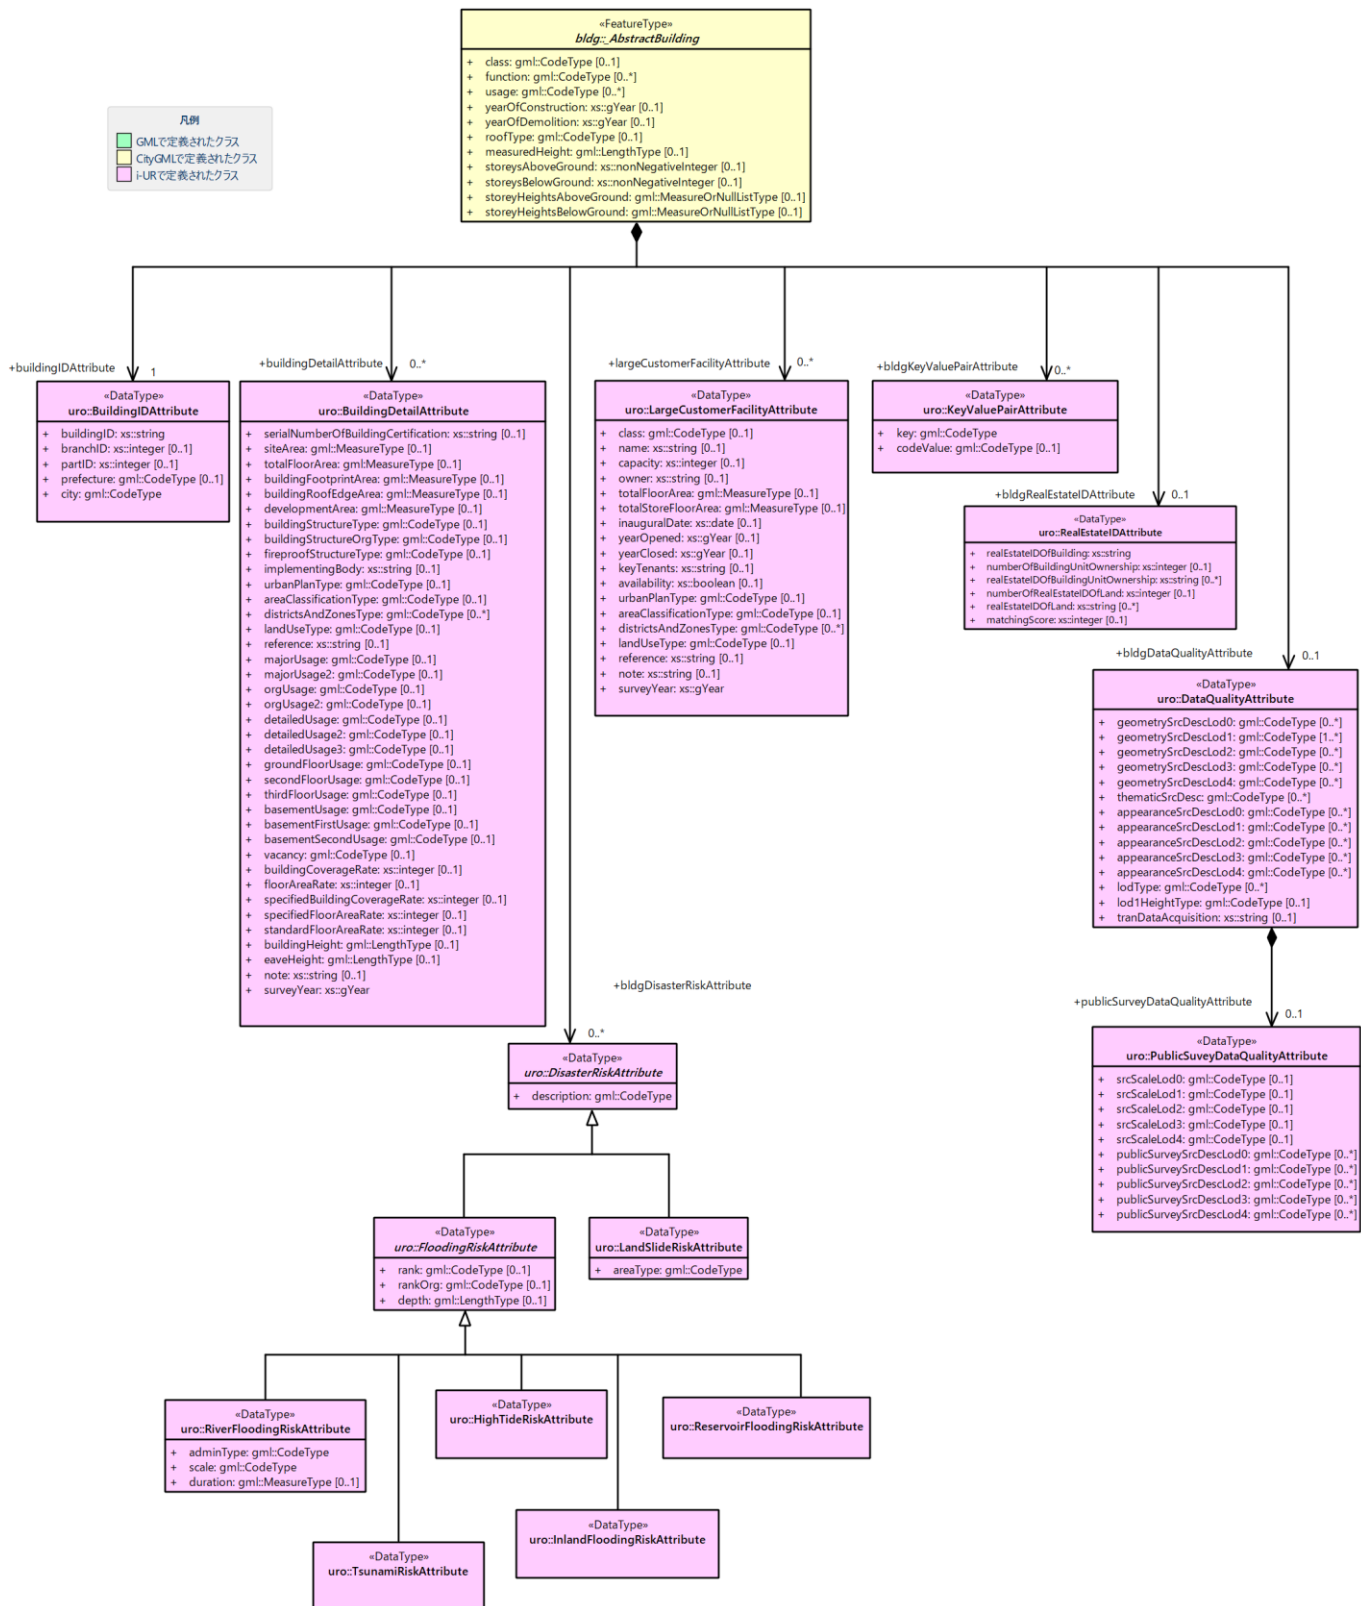 «FeatureType»
bldg::_AbstractBuilding
+ class: gml::CodeType [0..1]
+ function: gml::CodeType [0..*]
+ usage: gml::CodeType [0..*]
+ yearOfConstruction: xs::gYear [0..1]
+ yearOfDemolition: xs::gYear [0..1]
+ roofType: gml::CodeType [0..1]
+ measuredHeight: gml::LengthType [0..1]
+ storeysAboveGround: xs::nonNegativeInteger [0..1]
+ storeysBelowGround: xs::nonNegativeInteger [0..1]
+ storeyHeightsAboveGround: gml::MeasureOrNullListType [0..1]
+ storeyHeightsBelowGround: gml::MeasureOrNullListType [0..1]
凡例
GMLで定義されたクラス
CityGMLで定義されたクラス
i-URで定義されたクラス
+buildingIDAttribute
1
«DataType»
uro::BuildingIDAttribute
+ buildingID: xs::string
+ branchID: xs::integer [0..1]
+ partID: xs::integer [0..1]
+ prefecture: gml::CodeType [0..1]
+ city: gml::CodeType
+buildingDetailAttribute
0..*
«DataType»
uro::BuildingDetailAttribute
+ serialNumberOfBuildingCertification: xs::string [0..1]
+ siteArea: gml::MeasureType [0..1]
+ totalFloorArea: gml:MeasureType [0..1]
+ buildingFootprintArea: gml::MeasureType [0..1]
+ buildingRoofEdgeArea: gml::MeasureType [0..1]
+ developmentArea: gml::MeasureType [0..1]
+ buildingStructureType: gml::CodeType [0..1]
+ buildingStructureOrgType: gml::CodeType [0..1]
+ fireproofStructureType: gml::CodeType [0..1]
+ implementingBody: xs::string [0..1]
+ urbanPlanType: gml::CodeType [0..1]
+ areaClassificationType: gml::CodeType [0..1]
+ districtsAndZonesType: gml::CodeType [0..*]
+ landUseType: gml::CodeType [0..1]
+ reference: xs::string [0..1]
+ majorUsage: gml::CodeType [0..1]
+ majorUsage2: gml::CodeType [0..1]
+ orgUsage: gml::CodeType [0..1]
+ orgUsage2: gml::CodeType [0..1]
+ detailedUsage: gml::CodeType [0..1]
+ detailedUsage2: gml::CodeType [0..1]
+ detailedUsage3: gml::CodeType [0..1]
+ groundFloorUsage: gml::CodeType [0..1]
+ secondFloorUsage: gml::CodeType [0..1]
+ thirdFloorUsage: gml::CodeType [0..1]
+ basementUsage: gml::CodeType [0..1]
+ basementFirstUsage: gml::CodeType [0..1]
+ basementSecondUsage: gml::CodeType [0..1]
+ vacancy: gml::CodeType [0..1]
+ buildingCoverageRate: xs::integer [0..1]
+ floorAreaRate: xs::integer [0..1]
+ specifiedBuildingCoverageRate: xs::integer [0..1]
+ specifiedFloorAreaRate: xs::integer [0..1]
+ standardFloorAreaRate: xs::integer [0..1]
+ buildingHeight: gml::LengthType [0..1]
+ eaveHeight: gml::LengthType [0..1]
+ note: xs::string [0..1]
+ surveyYear: xs::gYear
+largeCustomerFacilityAttribute
0..*
«DataType»
uro::LargeCustomerFacilityAttribute
+ class: gml::CodeType [0..1]
+ name: xs::string [0..1]
+ capacity: xs::integer [0..1]
+ owner: xs::string [0..1]
+ totalFloorArea: gml::MeasureType [0..1]
+ totalStoreFloorArea: gml::MeasureType [0..1]
+ inauguralDate: xs::date [0..1]
+ yearOpened: xs::gYear [0..1]
+ yearClosed: xs::gYear [0..1]
+ keyTenants: xs::string [0..1]
+ availability: xs::boolean [0..1]
+ urbanPlanType: gml::CodeType [0..1]
+ areaClassificationType: gml::CodeType [0..1]
+ districtsAndZonesType: gml::CodeType [0..*]
+ landUseType: gml::CodeType [0..1]
+ reference: xs::string [0..1]
+ note: xs::string [0..1]
+ surveyYear: xs::gYear
+bldgKeyValuePairAttribute
0..*
«DataType»
uro::KeyValuePairAttribute
+ key: gml::CodeType
+ codeValue: gml::CodeType [0..1]
+bldgRealEstateIDAttribute
0..1
«DataType»
uro::RealEstateIDAttribute
+ realEstateIDOfBuilding: xs::string
+ numberOfBuildingUnitOwnership: xs::integer [0..1]
+ realEstateIDOfBuildingUnitOwnership: xs::string [0..*]
+ numberOfRealEstateIDOfLand: xs::integer [0..1]
+ realEstateIDOfLand: xs::string [0..*]
+ matchingScore: xs::integer [0..1]
+bldgDataQualityAttribute
0..1
«DataType»
uro::DataQualityAttribute
+ geometrySrcDescLod0: gml::CodeType [0..*]
+ geometrySrcDescLod1: gml::CodeType [1..*]
+ geometrySrcDescLod2: gml::CodeType [0..*]
+ geometrySrcDescLod3: gml::CodeType [0..*]
+ geometrySrcDescLod4: gml::CodeType [0..*]
+ thematicSrcDesc: gml::CodeType [0..*]
+ appearanceSrcDescLod0: gml::CodeType [0..*]
+ appearanceSrcDescLod1: gml::CodeType [0..*]
+ appearanceSrcDescLod2: gml::CodeType [0..*]
+ appearanceSrcDescLod3: gml::CodeType [0..*]
+ appearanceSrcDescLod4: gml::CodeType [0..*]
+ lodType: gml::CodeType [0..*]
+ lod1HeightType: gml::CodeType [0..1]
+ tranDataAcquisition: xs::string [0..1]
+publicSurveyDataQualityAttribute
0..1
«DataType»
uro::PublicSuveyDataQualityAttribute
+ srcScaleLod0: gml::CodeType [0..1]
+ srcScaleLod1: gml::CodeType [0..1]
+ srcScaleLod2: gml::CodeType [0..1]
+ srcScaleLod3: gml::CodeType [0..1]
+ srcScaleLod4: gml::CodeType [0..1]
+ publicSurveySrcDescLod0: gml::CodeType [0..*]
+ publicSurveySrcDescLod1: gml::CodeType [0..*]
+ publicSurveySrcDescLod2: gml::CodeType [0..*]
+ publicSurveySrcDescLod3: gml::CodeType [0..*]
+ publicSurveySrcDescLod4: gml::CodeType [0..*]
+bldgDisasterRiskAttribute
0..*
«DataType»
uro::DisasterRiskAttribute
+ description: gml::CodeType
«DataType»
uro::FloodingRiskAttribute
+ rank: gml::CodeType [0..1]
+ rankOrg: gml::CodeType [0..1]
+ depth: gml::LengthType [0..1]
«DataType»
uro::LandSlideRiskAttribute
+ areaType: gml::CodeType
«DataType»
uro::RiverFloodingRiskAttribute
+ adminType: gml::CodeType
+ scale: gml::CodeType
+ duration: gml::MeasureType [0..1]
«DataType»
uro::HighTideRiskAttribute
«DataType»
uro::ReservoirFloodingRiskAttribute
«DataType»
uro::InlandFloodingRiskAttribute
«DataType»
uro::TsunamiRiskAttribute